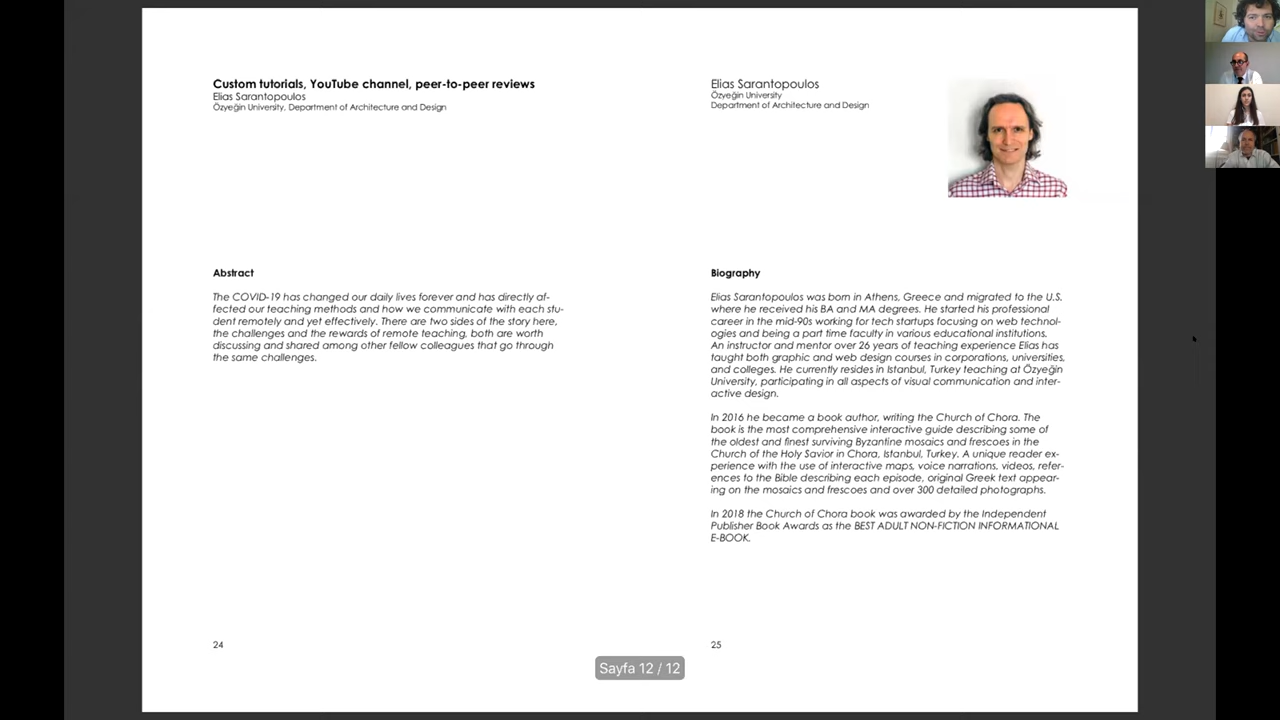 Custom tutorials, YouTube channel, peer-to-peer reviews
Elias Sarantopoulos
Özyeğin University, Department of Architecture and Design
Abstract
The COVID-19 has changed our daily lives forever and has directly af-
fected our teaching methods and how we communicate with each stu-
dent remotely and yet effectively. There are two sides of the story here,
the challenges and the rewards of remote teaching, both are worth
discussing and shared among other fellow colleagues that go through
the same challenges.
24
Elias Sarantopoulos
Özyeğin University
Department of Architecture and Design
Biography
Elias Sarantopoulos was born in Athens, Greece and migrated to the U.S.
where he received his BA and MA degrees. He started his professional
career in the mid-90s working for tech startups focusing on web technol-
ogies and being a part time faculty in various educational institutions.
An instructor and mentor over 26 years of teaching experience Elias has
taught both graphic and web design courses in corporations, universities,
and colleges. He currently resides in Istanbul, Turkey teaching at Özyeğin
University, participating in all aspects of visual communication and inter-
active design.
In 2016 he became a book author, writing the Church of Chora. The
book is the most comprehensive interactive guide describing some of
the oldest and finest surviving Byzantine mosaics and frescoes in the
Church of the Holy Savior in Chora, Istanbul, Turkey. A unique reader ex-
perience with the use of interactive maps, voice narrations, videos, refer-
ences to the Bible describing each episode, original Greek text appear-
ing on the mosaics and frescoes and over 300 detailed photographs.
In 2018 the Church of Chora book was awarded by the Independent
Publisher Book Awards as the BEST ADULT NON-FICTION INFORMATIONAL
E-BOOK.
25
Sayfa 12 / 12